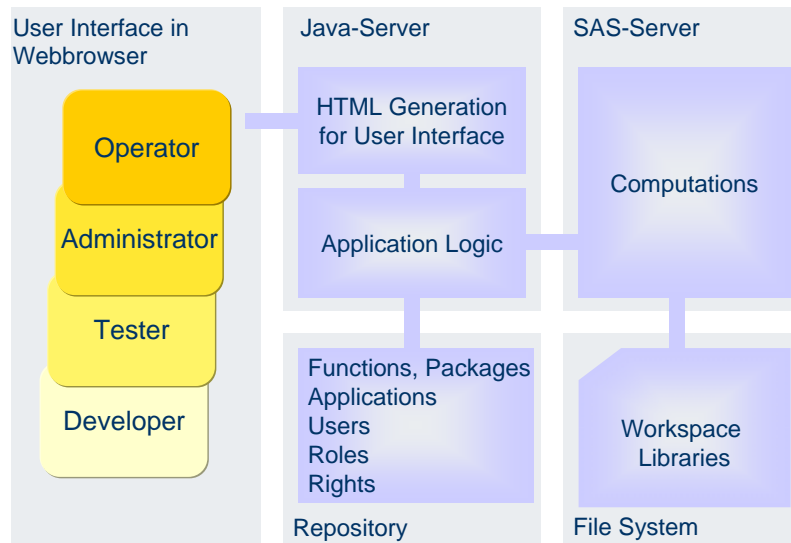 User Interface in
Webbrowser
Operator
Administrator
Tester
Developer
Java-Server
HTML Generation
for User Interface
Application Logic
Functions, Packages
Applications
Users
Roles
Rights
Repository
SAS-Server
Computations
Workspace
Libraries
File System